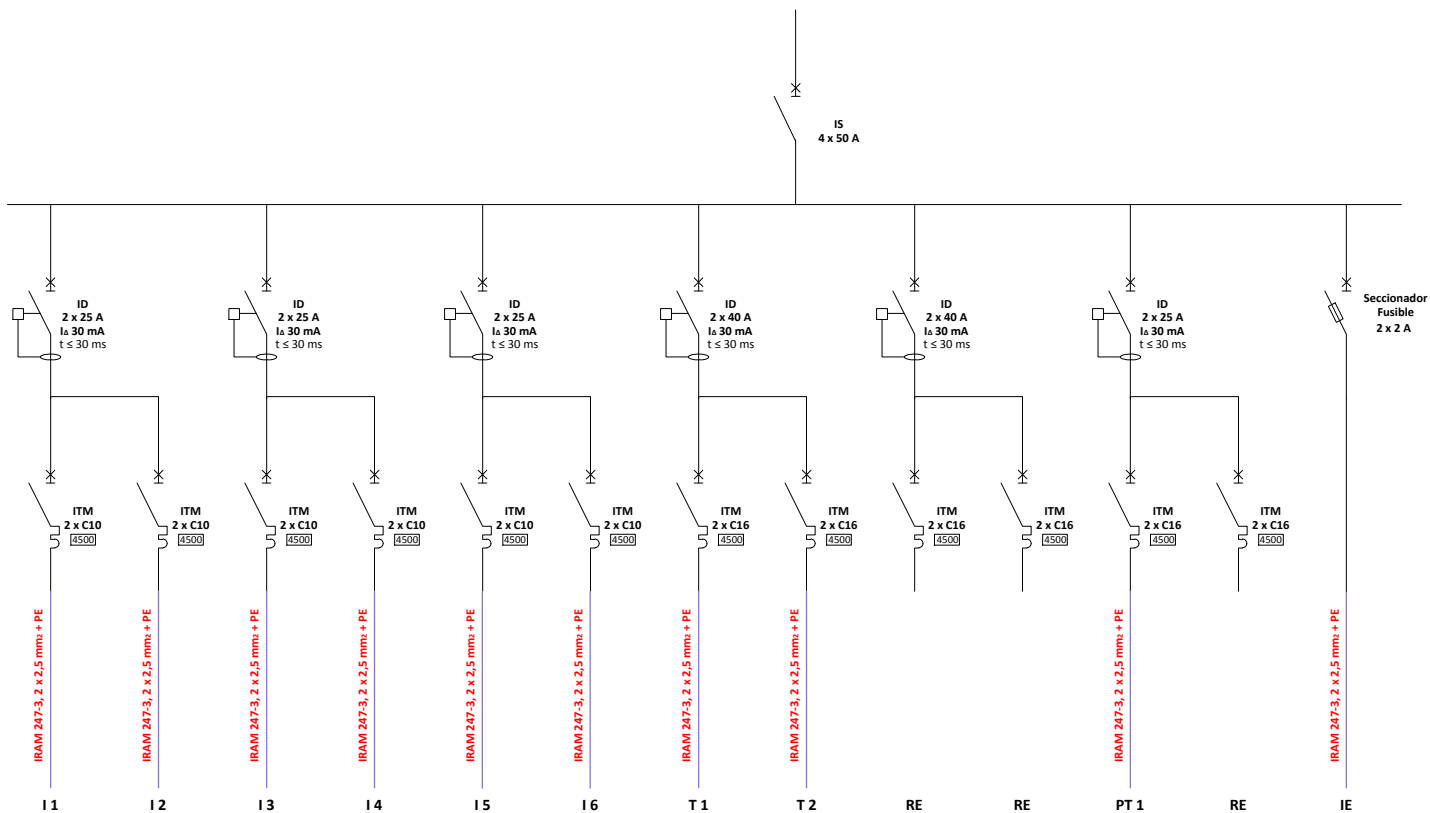 IS
4 x 50 A
ID
2 x 25 A
IΔ 30 mA
t ≤ 30 ms
ID
2 x 25 A
IΔ 30 mA
t ≤ 30 ms
ID
2 x 25 A
IΔ 30 mA
t ≤ 30 ms
ID
2 x 40 A
IΔ 30 mA
t ≤ 30 ms
ID
2 x 40 A
IΔ 30 mA
t ≤ 30 ms
ID
2 x 25 A
IΔ 30 mA
t ≤ 30 ms
Seccionador
Fusible
2 x 2 A
ITM
2 x C10
4500
ITM
2 x C10
4500
ITM
2 x C10
4500
ITM
2 x C10
4500
ITM
2 x C10
4500
ITM
2 x C10
4500
ITM
2 x C16
4500
ITM
2 x C16
4500
ITM
2 x C16
4500
ITM
2 x C16
4500
ITM
2 x C16
4500
ITM
2 x C16
4500
IRAM 247-3, 2 x 2,5 mm₂ + PE
IRAM 247-3, 2 x 2,5 mm₂ + PE
IRAM 247-3, 2 x 2,5 mm₂ + PE
IRAM 247-3, 2 x 2,5 mm₂ + PE
IRAM 247-3, 2 x 2,5 mm₂ + PE
IRAM 247-3, 2 x 2,5 mm₂ + PE
IRAM 247-3, 2 x 2,5 mm₂ + PE
IRAM 247-3, 2 x 2,5 mm₂ + PE
IRAM 247-3, 2 x 2,5 mm₂ + PE
IRAM 247-3, 2 x 2,5 mm₂ + PE
I 1
I 2
I 3
I 4
I 5
I 6
T 1
T 2
RE
RE
PT 1
RE
IE